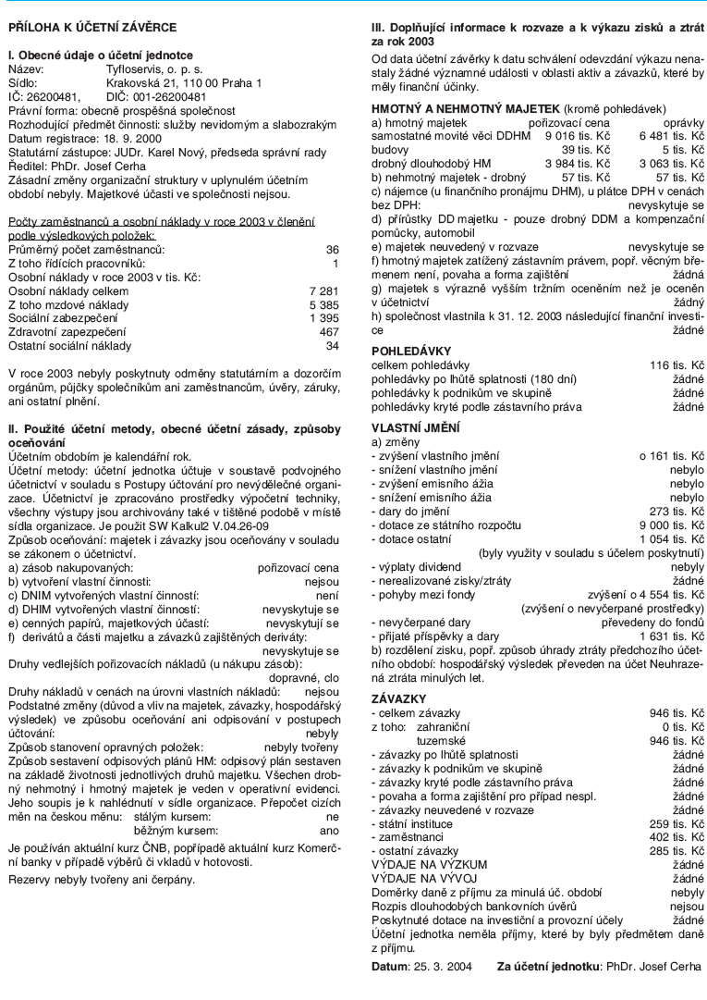 PŘÍLOHA K ÚČETNÍ ZÁVĚRCE
I. Obecné údaje o účetní jednotce
Název: Tyfloservis, o. p. s.
Sídlo: Krakovská 21, 110 00 Praha 1
IČ: 26200481, DIČ: 001-26200481
Právní forma: obecně prospěšná společnost
Rozhodující předmět činnosti: služby nevidomým a slabozrakým
Datum registrace: 18. 9. 2000
Statutární zástupce: JUDr. Karel Nový, předseda správní rady
Ředitel: PhDr. Josef Cerha
Zásadní změny organizační struktury v uplynulém účetním
období nebyly. Majetkové účasti ve společnosti nejsou.
Počty zaměstnanců a osobní náklady v roce 2003 v členění
podle výsledkových položek:
Průměrný počet zaměstnanců: 36
Z toho řídících pracovníků: 1
Osobní náklady v roce 2003 v tis. Kč:
Osobní náklady celkem 7 281
Z toho mzdové náklady 5 385
Sociální zabezpečení 1 395
Zdravotní zapezpečení 467
Ostatní sociální náklady 34
V roce 2003 nebyly poskytnuty odměny statutárním a dozorčím
orgánům, půjčky společníkům ani zaměstnancům, úvěry, záruky,
ani ostatní plnění.
II. Použité účetní metody, obecné účetní zásady, způsoby
oceňování
Účetním obdobím je kalendářní rok.
Účetní metody: účetní jednotka účtuje v soustavě podvojného
účetnictví v souladu s Postupy účtování pro nevýdělečné organi-
zace. Účetnictví je zpracováno prostředky výpočetní techniky,
všechny výstupy jsou archivovány také v tištěné podobě v místě
sídla organizace. Je použit SW Kalkul2 V.04.26-09
Způsob oceňování: majetek i závazky jsou oceňovány v souladu
se zákonem o účetnictví.
a) zásob nakupovaných: pořizovací cena
b) vytvoření vlastní činnosti: nejsou
c) DNIM vytvořených vlastní činností: není
d) DHIM vytvořených vlastní činností: nevyskytuje se
e) cenných papírů, majetkových účastí: nevyskytují se
f) derivátů a části majetku a závazků zajištěných deriváty:
nevyskytuje se
Druhy vedlejších pořizovacích nákladů (u nákupu zásob):
dopravné, clo
Druhy nákladů v cenách na úrovni vlastních nákladů: nejsou
Podstatné změny (důvod a vliv na majetek, závazky, hospodářský
výsledek) ve způsobu oceňování ani odpisování v postupech
účtování: nebyly
Způsob stanovení opravných položek: nebyly tvořeny
Způsob sestavení odpisových plánů HM: odpisový plán sestaven
na základě životnosti jednotlivých druhů majetku. Všechen drob-
ný nehmotný i hmotný majetek je veden v operativní evidenci.
Jeho soupis je k nahlédnutí v sídle organizace. Přepočet cizích
měn na českou měnu: stálým kursem: ne
běžným kursem: ano
Je používán aktuální kurz ČNB, popřípadě aktuální kurz Komerč-
ní banky v případě výběrů či vkladů v hotovosti.
Rezervy nebyly tvořeny ani čerpány.
III. Doplňující informace k rozvaze a k výkazu zisků a ztrát
za rok 2003
Od data účetní závěrky k datu schválení odevzdání výkazu nena-
staly žádné významné události v oblasti aktiv a závazků, které by
měly finanční účinky.
HMOTNÝ A NEHMOTNÝ MAJETEK (kromě pohledávek)
a) hmotný majetek pořizovací cena oprávky
samostatné movité věci DDHM 9 016 tis. Kč 6 481 tis. Kč
budovy 39 tis. Kč 5 tis. Kč
drobný dlouhodobý HM 3 984 tis. Kč 3 063 tis. Kč
b) nehmotný majetek - drobný 57 tis. Kč 57 tis. Kč
c) nájemce (u finančního pronájmu DHM), u plátce DPH v cenách
bez DPH: nevyskytuje se
d) přírůstky DD majetku - pouze drobný DDM a kompenzační
pomůcky, automobil
e) majetek neuvedený v rozvaze nevyskytuje se
f) hmotný majetek zatížený zástavním právem, popř. věcným bře-
menem není, povaha a forma zajištění žádná
g) majetek s výrazně vyšším tržním oceněním než je oceněn
v účetnictví žádný
h) společnost vlastnila k 31. 12. 2003 následující finanční investi-
ce žádné
POHLEDÁVKY
celkem pohledávky 116 tis. Kč
pohledávky po lhůtě splatnosti (180 dní) žádné
pohledávky k podnikům ve skupině žádné
pohledávky kryté podle zástavního práva žádné
VLASTNÍ JMĚNÍ
a) změny
- zvýšení vlastního jmění o 161 tis. Kč
- snížení vlastního jmění nebylo
- zvýšení emisního ážia nebylo
- snížení emisního ážia nebylo
- dary do jmění 273 tis. Kč
- dotace ze státního rozpočtu 9 000 tis. Kč
- dotace ostatní 1 054 tis. Kč
(byly využity v souladu s účelem poskytnutí)
- výplaty dividend nebyly
- nerealizované zisky/ztráty žádné
- pohyby mezi fondy zvýšení o 4 554 tis. Kč
(zvýšení o nevyčerpané prostředky)
- nevyčerpané dary převedeny do fondů
- přijaté příspěvky a dary 1 631 tis. Kč
b) rozdělení zisku, popř. způsob úhrady ztráty předchozího účet-
ního období: hospodářský výsledek převeden na účet Neuhraze-
ná ztráta minulých let.
ZÁVAZKY
- celkem závazky 946 tis. Kč
z toho: zahraniční 0 tis. Kč
tuzemské 946 tis. Kč
- závazky po lhůtě splatnosti žádné
- závazky k podnikům ve skupině žádné
- závazky kryté podle zástavního práva žádné
- povaha a forma zajištění pro případ nespl. žádné
- závazky neuvedené v rozvaze žádné
- státní instituce 259 tis. Kč
- zaměstnanci 402 tis. Kč
- ostatní závazky 285 tis. Kč
VÝDAJE NA VÝZKUM žádné
VÝDAJE NA VÝVOJ žádné
Doměrky daně z příjmu za minulá úč. období nebyly
Rozpis dlouhodobých bankovních úvěrů nejsou
Poskytnuté dotace na investiční a provozní účely žádné
Účetní jednotka neměla příjmy, které by byly předmětem daně
z příjmu.
Datum: 25. 3. 2004 Za účetní jednotku: PhDr. Josef Cerha